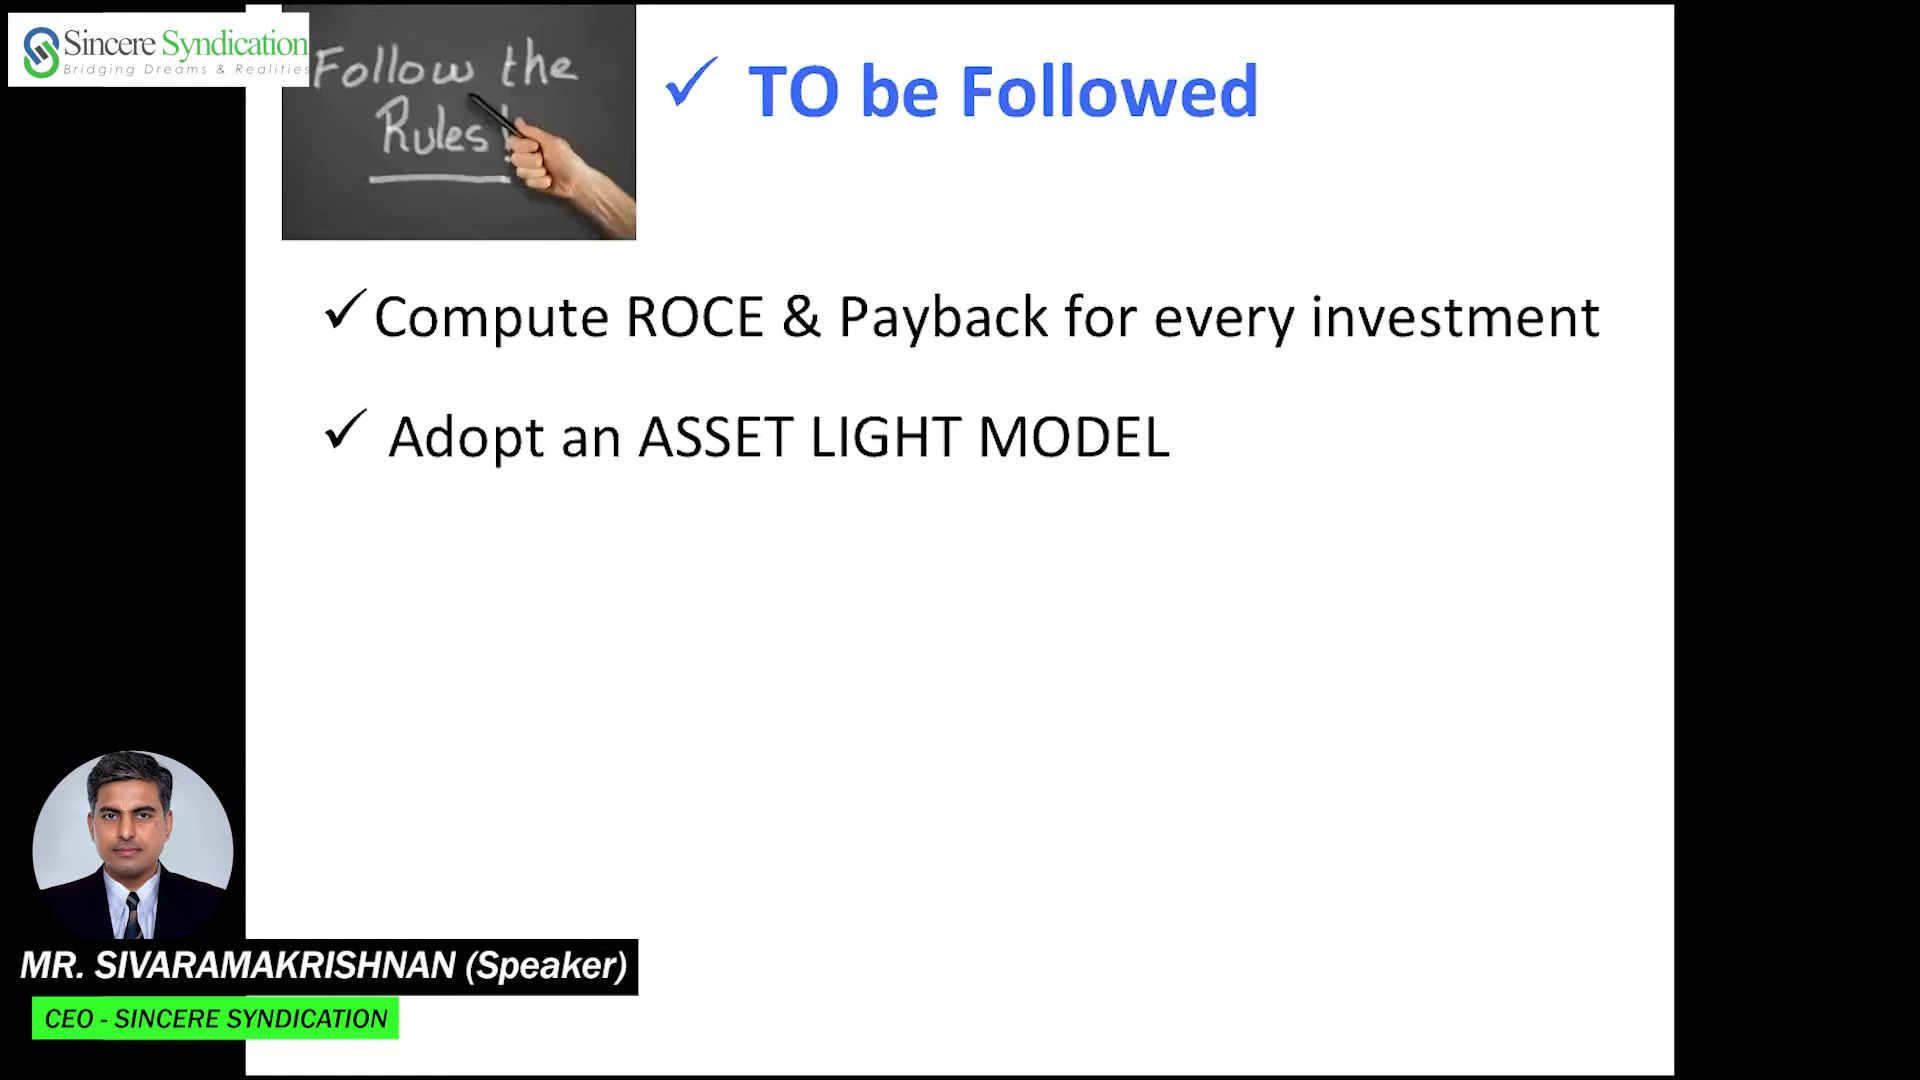 Sincere Syndication
Bridging Dreams & Realities
Follow the
Rules!
✓ TO be Followed
✓ Compute ROCE & Payback for every investment
✓ Adopt an ASSET LIGHT MODEL
MR. SIVARAMAKRISHNAN (Speaker)
CEO - SINCERE SYNDICATION